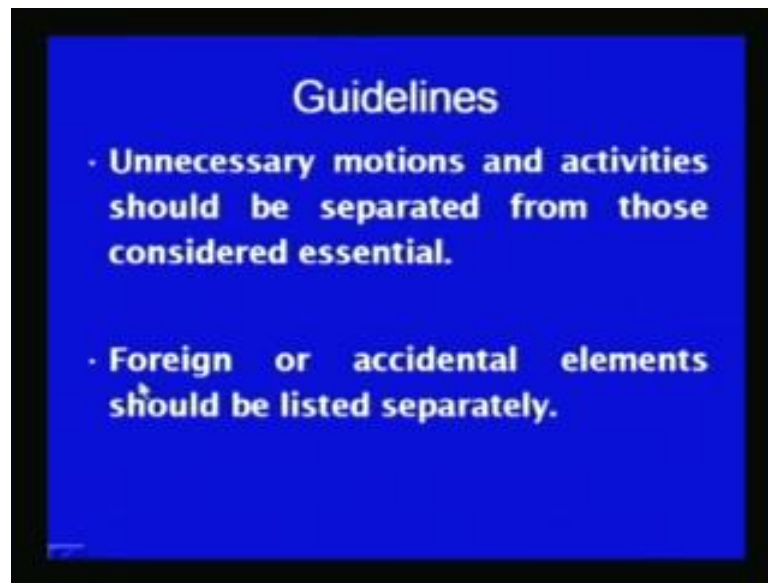 Guidelines
· Unnecessary motions and activities
should be separated from those
considered essential.
· Foreign or accidental elements
should be listed separately.